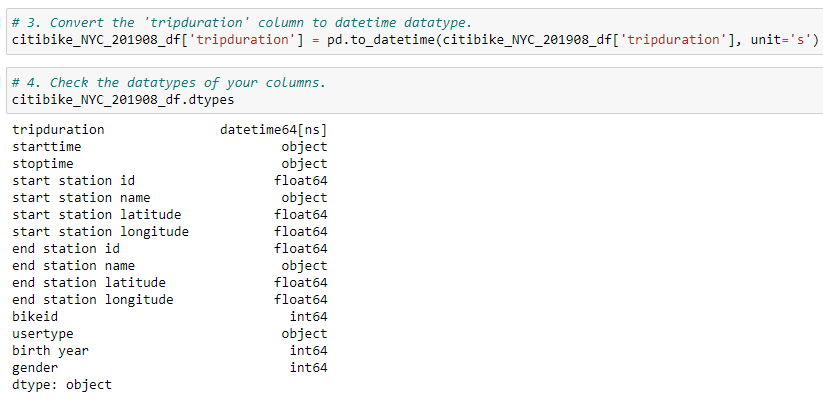 # 3. Convert the 'tripduration' column to datetime datatype.
citibike_NYC_201908_df['tripduration'] = pd.to_datetime(citibike_NYC_201908_df['tripduration'], unit='s')
# 4. Check the datatypes of your columns.
citibike_NYC_201908_df.dtypes
tripduration datetime64[ns]
starttime object
stoptime object
start station id float64
start station name object
start station latitude float64
start station longitude float64
end station id float64
end station name object
end station latitude float64
end station longitude float64
bikeid int64
usertype object
birth year int64
gender int64
dtype: object